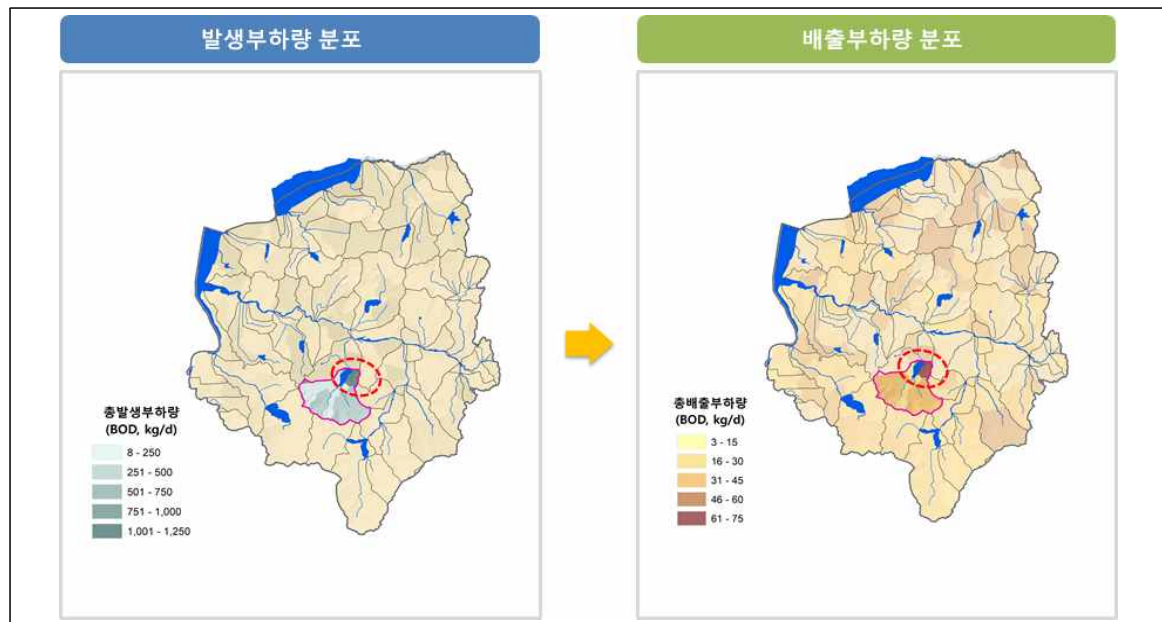 발생부하량 분포
배출부하량 분포
총발생부하량
(BOD, kg/d)
8 - 250
251 - 500
501 - 750
751 - 1,000
1,001 - 1,250
총배출부하량
(BOD, kg/d)
3 - 15
16 - 30
31 - 45
46 - 60
61 - 75